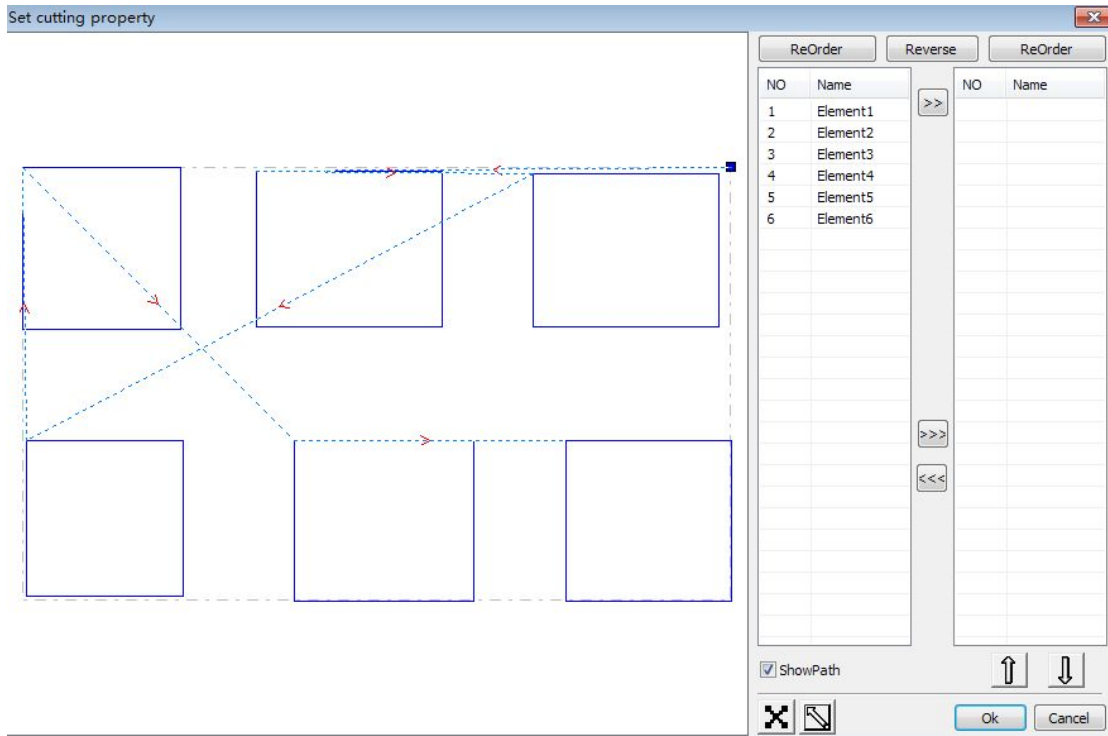 Set cutting property
ReOrder Reverse ReOrder
NO Name >> NO Name
1 Element1
2 Element2
3 Element3
4 Element4
5 Element5
6 Element6
>>>
<<<
ShowPath
Ok Cancel